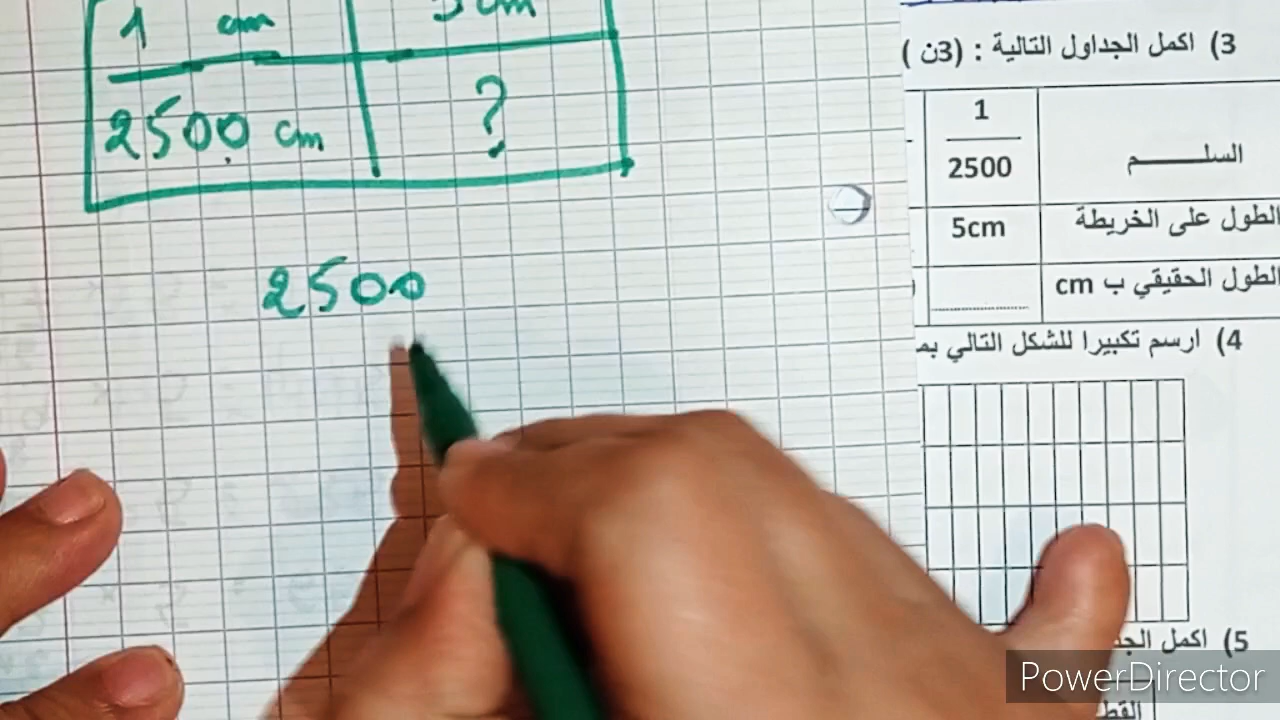 1 cm 5 cm
2500 cm ?
2500
3) اكمل الجداول التالية : (3ن )
السلـــــــم 1/2500
الطول على الخريطة 5cm
الطول الحقيقي ب cm ..........
4) ارسم تكبيرا للشكل التالي
5) اكمل
PowerDirector